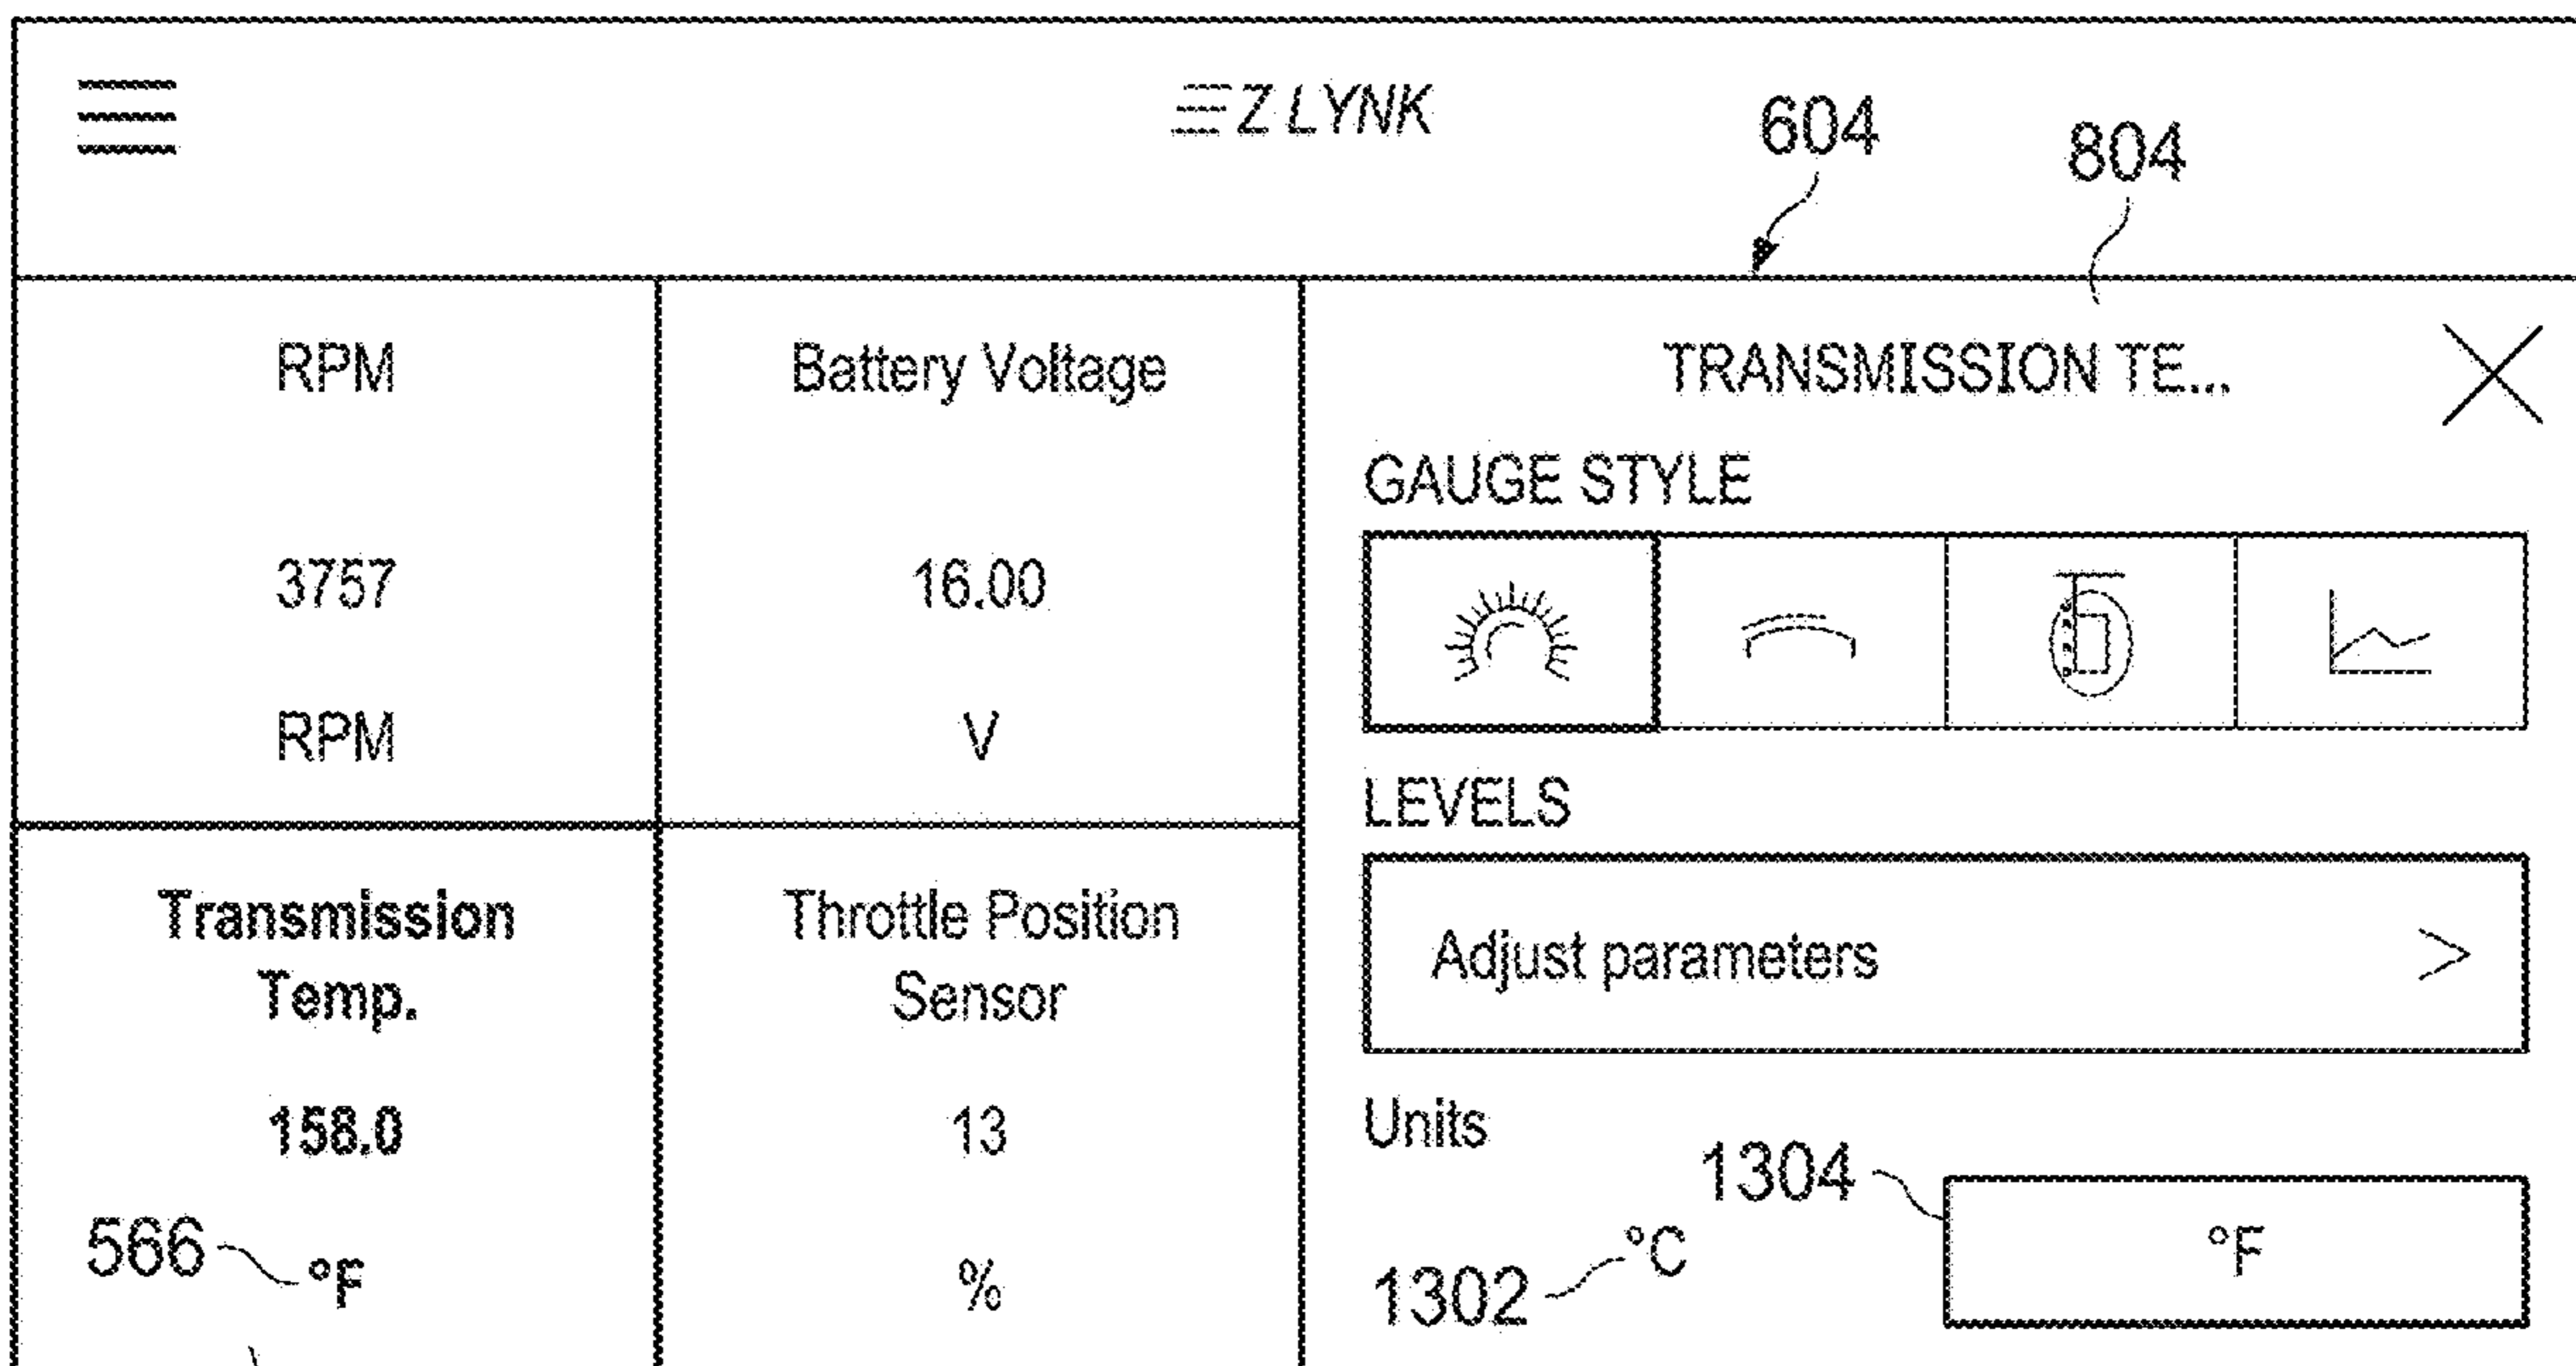 EZ LYNK
604
804
RPM
3757
RPM
Battery Voltage
16.00
V
TRANSMISSION TE...
GAUGE STYLE
LEVELS
Adjust parameters >
Transmission
Temp.
158.0
566
°F
Throttle Position
Sensor
13
%
Units
1304
1302
°C
°F